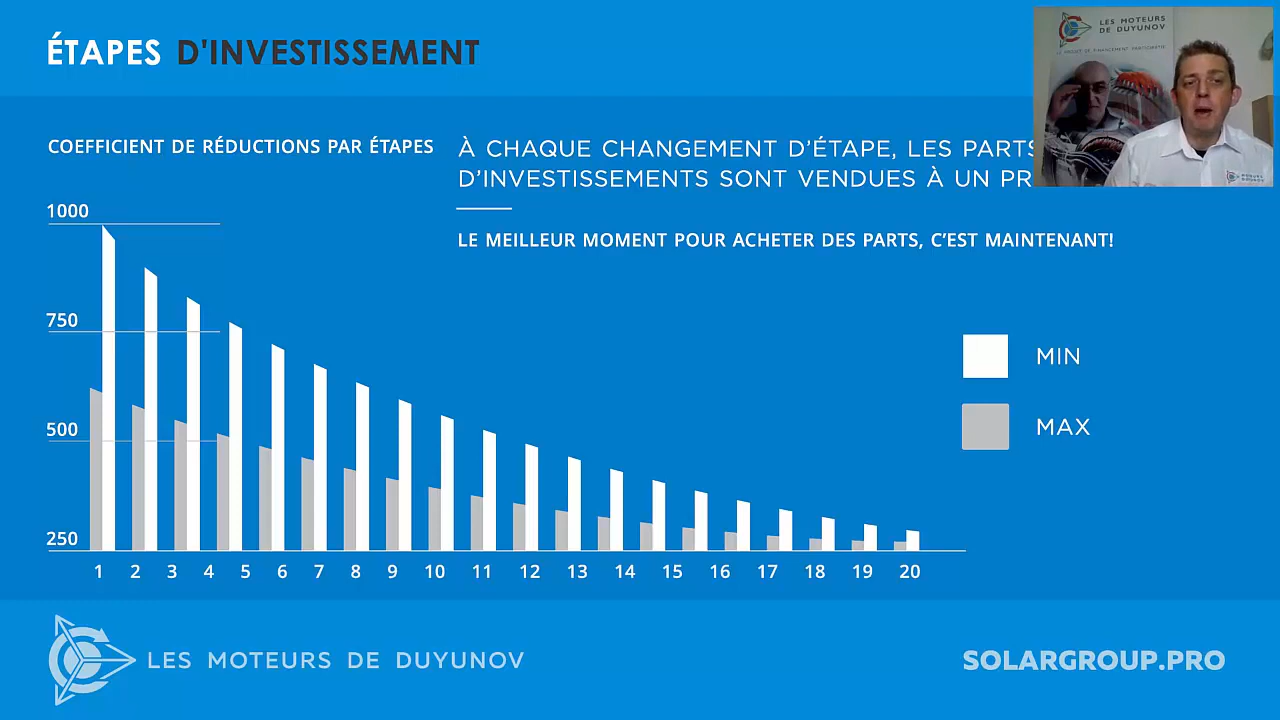 ÉTAPES D'INVESTISSEMENT
LES MOTEURS
DE DUYUNOV
COEFFICIENT DE RÉDUCTIONS PAR ÉTAPES
À CHAQUE CHANGEMENT D'ÉTAPE, LES PARTS
D'INVESTISSEMENTS SONT VENDUES À UN
LE MEILLEUR MOMENT POUR ACHETER DES PARTS, C'EST MAINTENANT!
1000
750
500
250
1 2 3 4 5 6 7 8 9 10 11 12 13 14 15 16 17 18 19 20
MIN
MAX
LES MOTEURS DE DUYUNOV
SOLARGROUP.PRO